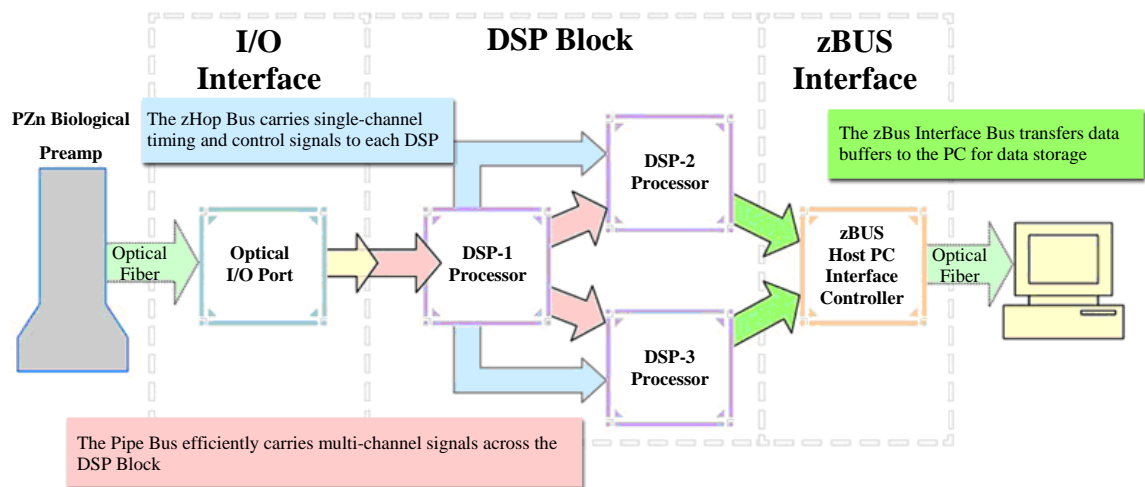 I/O
Interface
DSP Block
zBUS
Interface
PZn Biological
Preamp
The zHop Bus carries single-channel
timing and control signals to each DSP
The zBus Interface Bus transfers data
buffers to the PC for data storage
Optical
Fiber
Optical
I/O Port
DSP-1
Processor
DSP-2
Processor
DSP-3
Processor
zBUS
Host PC
Interface
Controller
Optical
Fiber
The Pipe Bus efficiently carries multi-channel signals across the
DSP Block